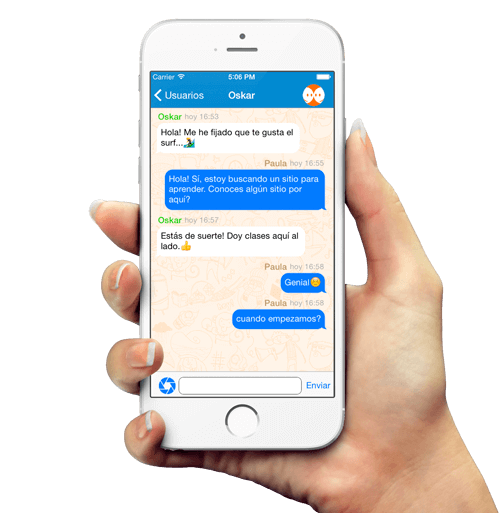 Carrier 5:06 PM
Usuarios Oskar
Oskar hoy 16:53
Hola! Me he fijado que te gusta el
surf...🏄
Paula hoy 16:55
Hola! Sí, estoy buscando un sitio para
aprender. Conoces algún sitio por
aquí?
Oskar hoy 16:57
Estás de suerte! Doy clases aquí al
lado.👍
Paula hoy 16:58
Genial😊
Paula hoy 16:58
cuando empezamos?
Enviar